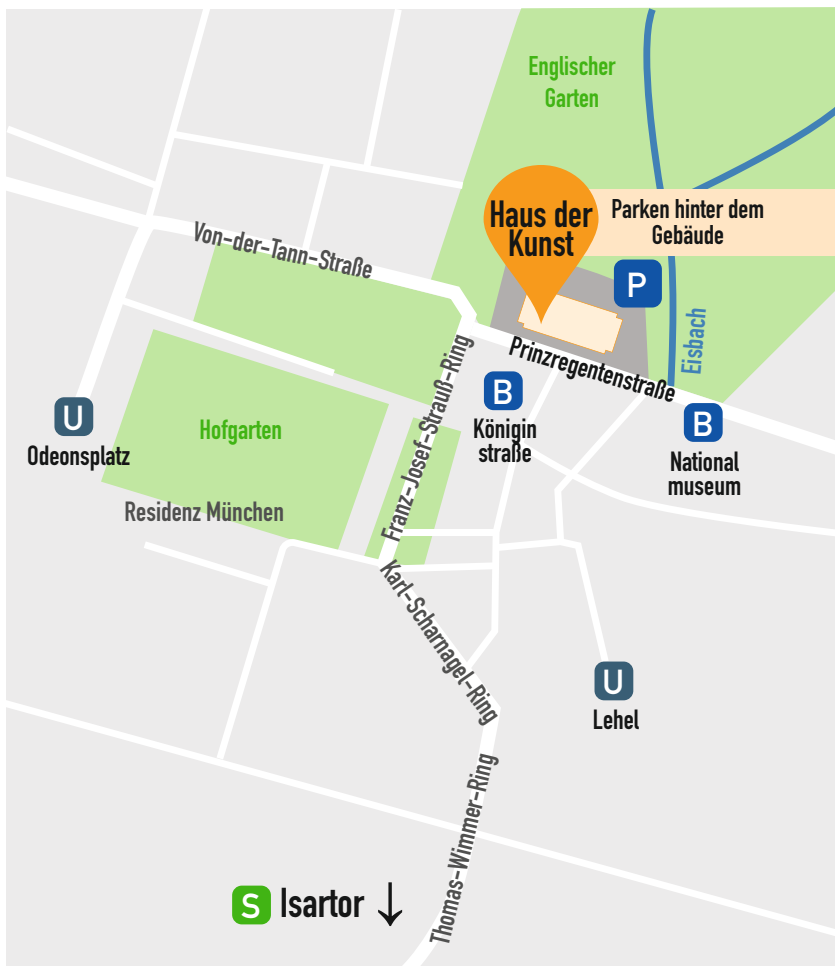 Englischer
Garten
Haus der
Kunst
Parken hinter dem
Gebäude
P
Von-der-Tann-Straße
Eisbach
Prinzregentenstraße
Franz-Josef-Strauß-Ring
B
Königin
straße
B
National
museum
U
Odeonsplatz
Hofgarten
Residenz München
Karl-Scharnagel-Ring
U
Lehel
Thomas-Wimmer-Ring
S Isartor ↓